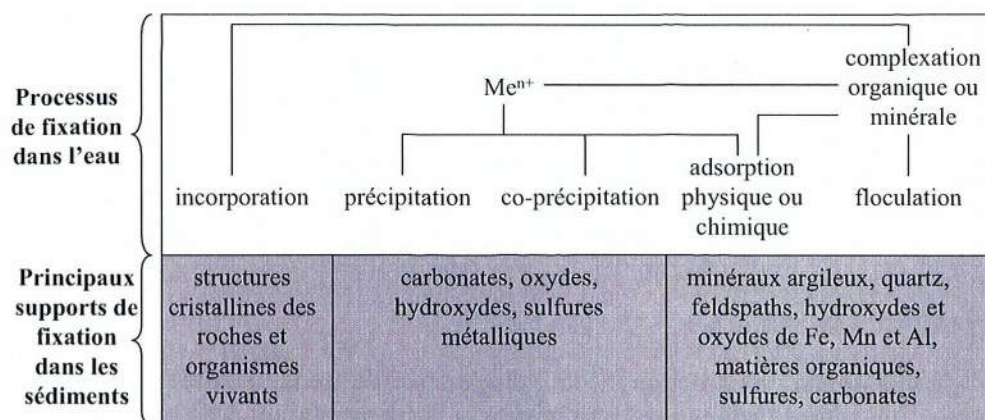 Processus
de fixation
dans l'eau
complexation
organique ou
minérale
Meⁿ⁺
incorporation
précipitation
co-précipitation
adsorption
physique ou
chimique
floculation
Principaux
supports de
fixation
dans les
sédiments
structures
cristallines des
roches et
organismes
vivants
carbonates, oxydes,
hydroxydes, sulfures
métalliques
minéraux argileux, quartz,
feldspaths, hydroxydes et
oxydes de Fe, Mn et Al,
matières organiques,
sulfures, carbonates